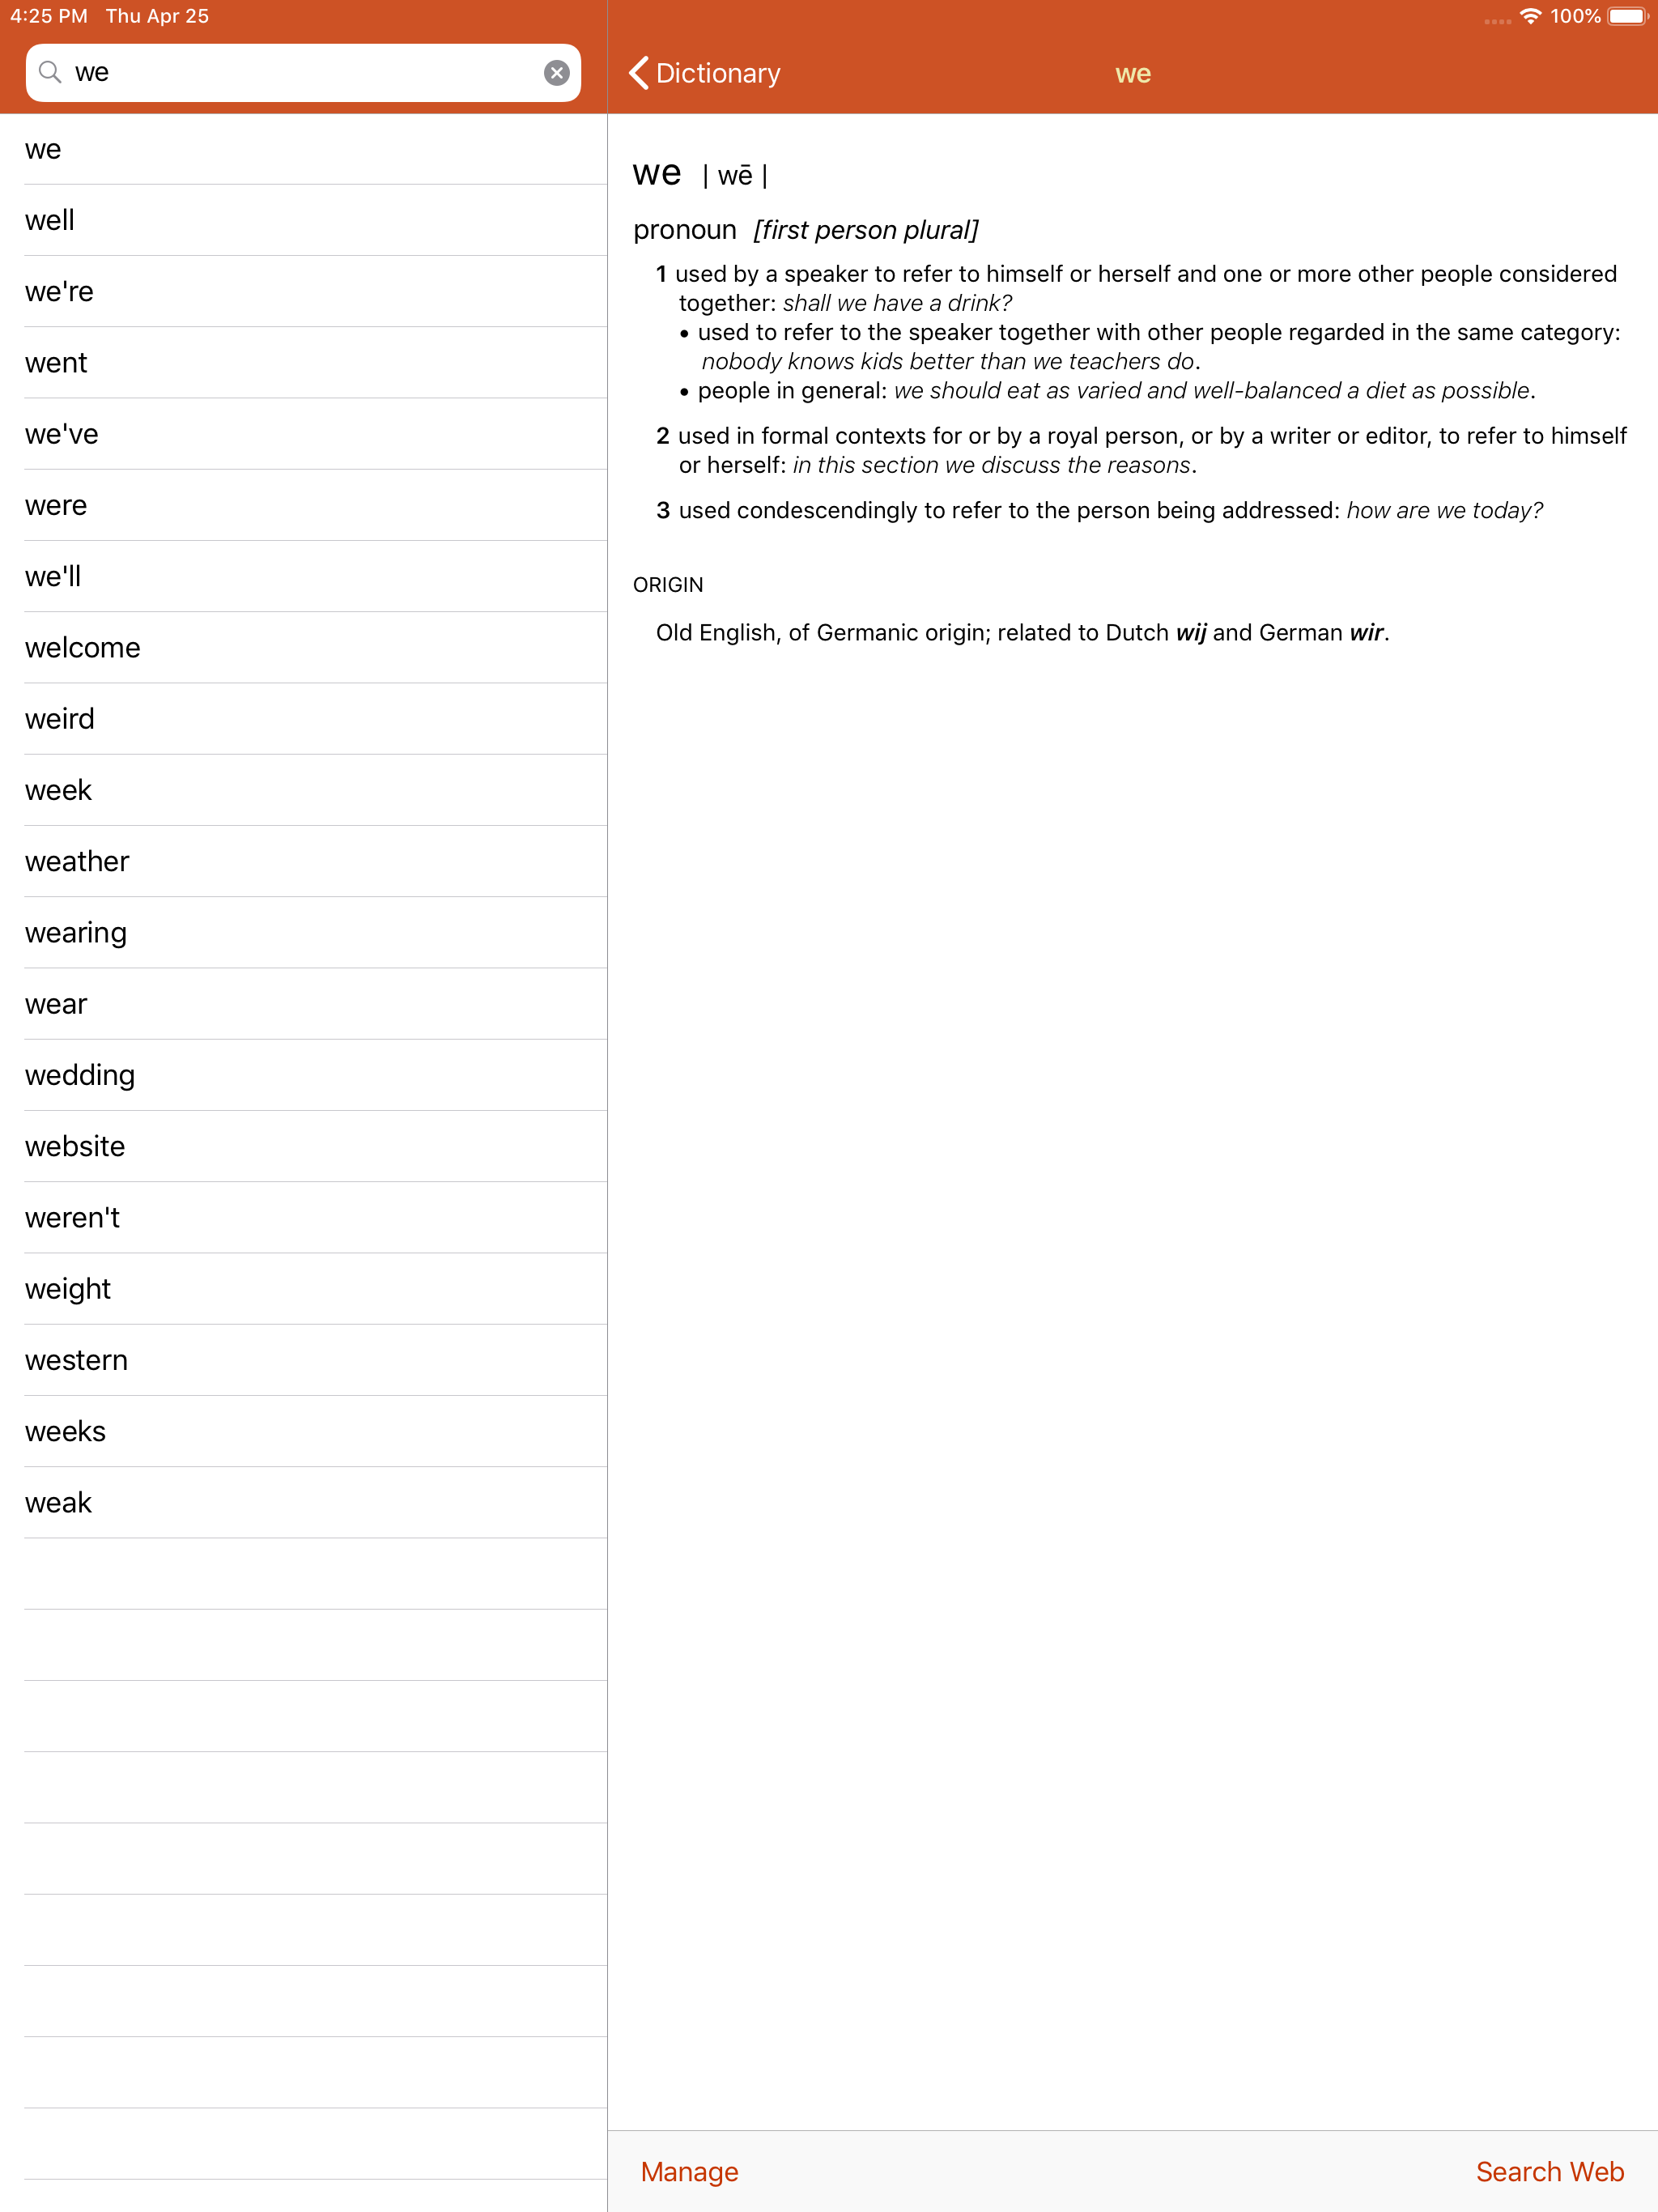 4:25 PM Thu Apr 25
100%
we
Dictionary
we
we
well
we're
went
we've
were
we'll
welcome
weird
week
weather
wearing
wear
wedding
website
weren't
weight
western
weeks
weak
we | wē |
pronoun [first person plural]
1 used by a speaker to refer to himself or herself and one or more other people considered
together: shall we have a drink?
• used to refer to the speaker together with other people regarded in the same category:
nobody knows kids better than we teachers do.
• people in general: we should eat as varied and well-balanced a diet as possible.
2 used in formal contexts for or by a royal person, or by a writer or editor, to refer to himself
or herself: in this section we discuss the reasons.
3 used condescendingly to refer to the person being addressed: how are we today?
ORIGIN
Old English, of Germanic origin; related to Dutch wij and German wir.
Manage
Search Web